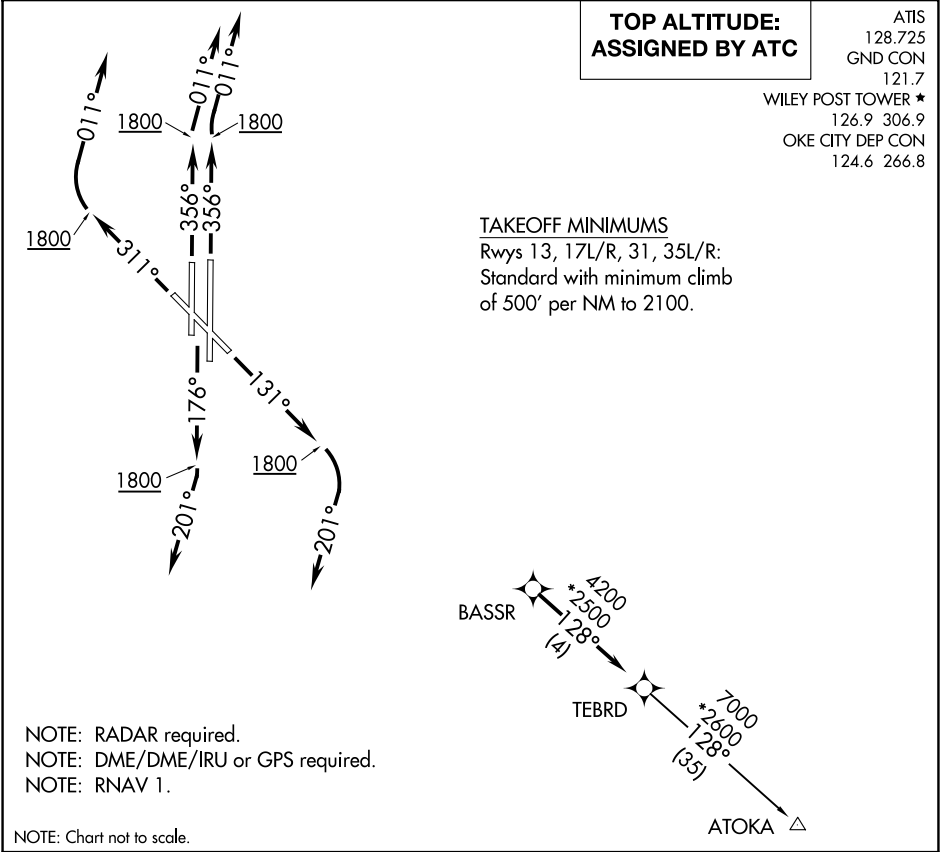 TOP ALTITUDE:
ASSIGNED BY ATC
ATIS
128.725
GND CON
121.7
WILEY POST TOWER ★
126.9 306.9
OKE CITY DEP CON
124.6 266.8
TAKEOFF MINIMUMS
Rwys 13, 17L/R, 31, 35L/R:
Standard with minimum climb
of 500' per NM to 2100.
011°
011°
011°
1800
1800
356°
356°
1800
311°
176°
131°
1800
1800
201°
201°
BASSR
4200
*2500
128°
(4)
TEBRD
7000
*2600
128°
(35)
ATOKA
NOTE: RADAR required.
NOTE: DME/DME/IRU or GPS required.
NOTE: RNAV 1.
NOTE: Chart not to scale.